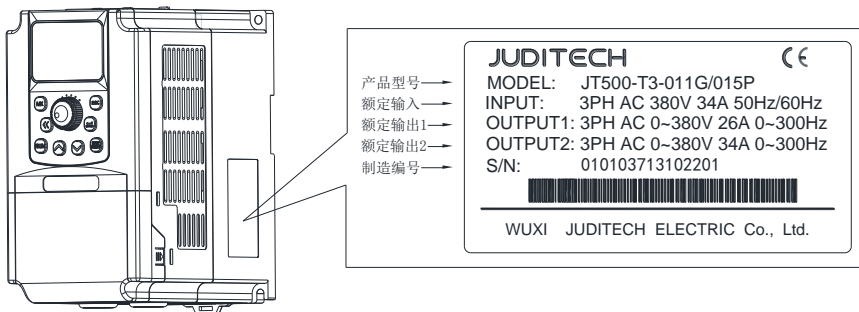 JUDITECH CE
产品型号 MODEL: JT500-T3-011G/015P
额定输入 INPUT: 3PH AC 380V 34A 50Hz/60Hz
额定输出1 OUTPUT1: 3PH AC 0~380V 26A 0~300Hz
额定输出2 OUTPUT2: 3PH AC 0~380V 34A 0~300Hz
制造编号 S/N: 010103713102201
WUXI JUDITECH ELECTRIC Co., Ltd.